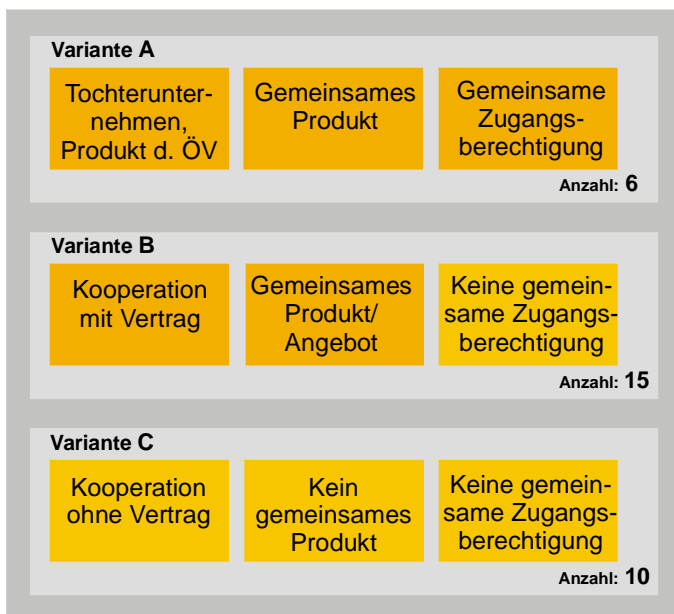 Variante A
Tochterunter-
nehmen,
Produkt d. ÖV
Gemeinsames
Produkt
Gemeinsame
Zugangs-
berechtigung
Anzahl: 6
Variante B
Kooperation
mit Vertrag
Gemeinsames
Produkt/
Angebot
Keine gemein-
same Zugangs-
berechtigung
Anzahl: 15
Variante C
Kooperation
ohne Vertrag
Kein
gemeinsames
Produkt
Keine gemein-
same Zugangs-
berechtigung
Anzahl: 10